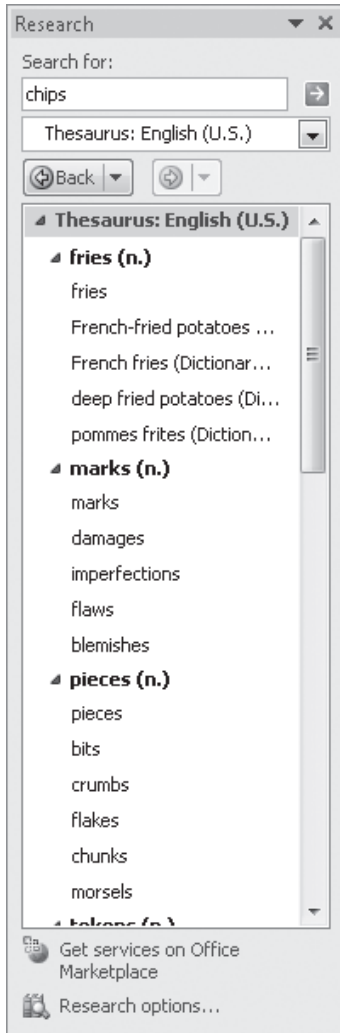 Research
Search for:
chips
Thesaurus: English (U.S.)
Back
Thesaurus: English (U.S.)
fries (n.)
fries
French-fried potatoes ...
French fries (Dictionar...
deep fried potatoes (Di...
pommes frites (Diction...
marks (n.)
marks
damages
imperfections
flaws
blemishes
pieces (n.)
pieces
bits
crumbs
flakes
chunks
morsels
tokens (n.)
Get services on Office
Marketplace
Research options...